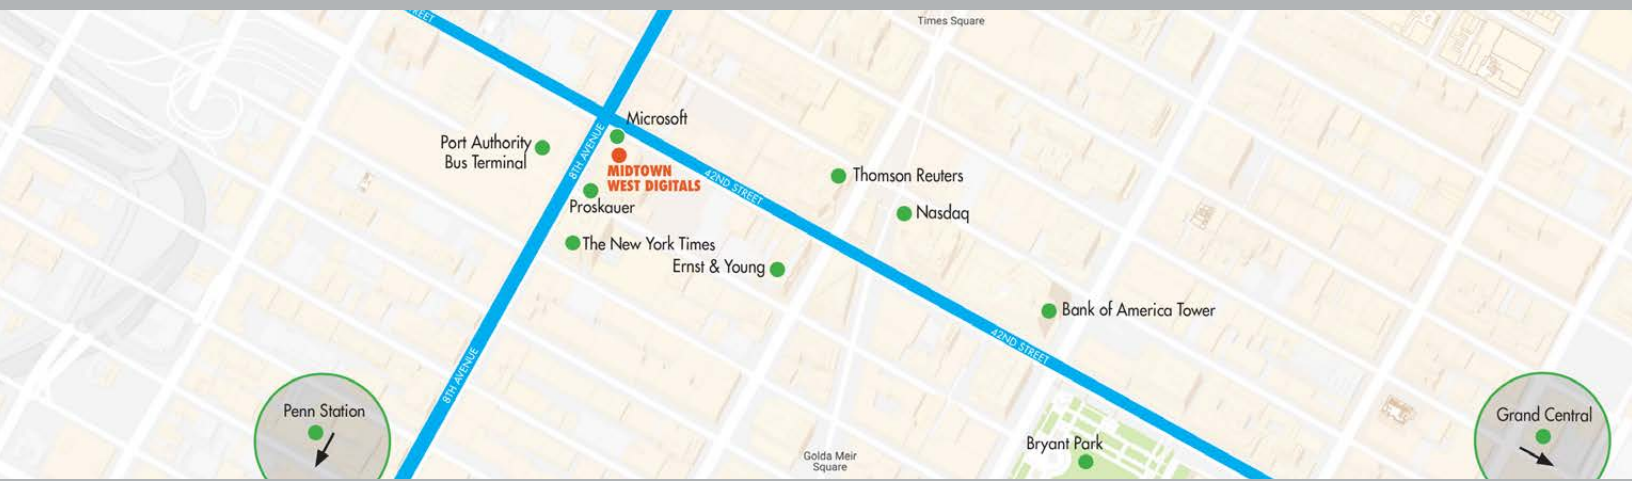 REET
Times Square
Microsoft
Port Authority
Bus Terminal
8TH AVENUE
MIDTOWN
WEST DIGITALS
42ND STREET
Thomson Reuters
Proskauer
Nasdaq
The New York Times
Ernst & Young
Bank of America Tower
42ND STREET
8TH AVENUE
Penn Station
Grand Central
Bryant Park
Golda Meir
Square